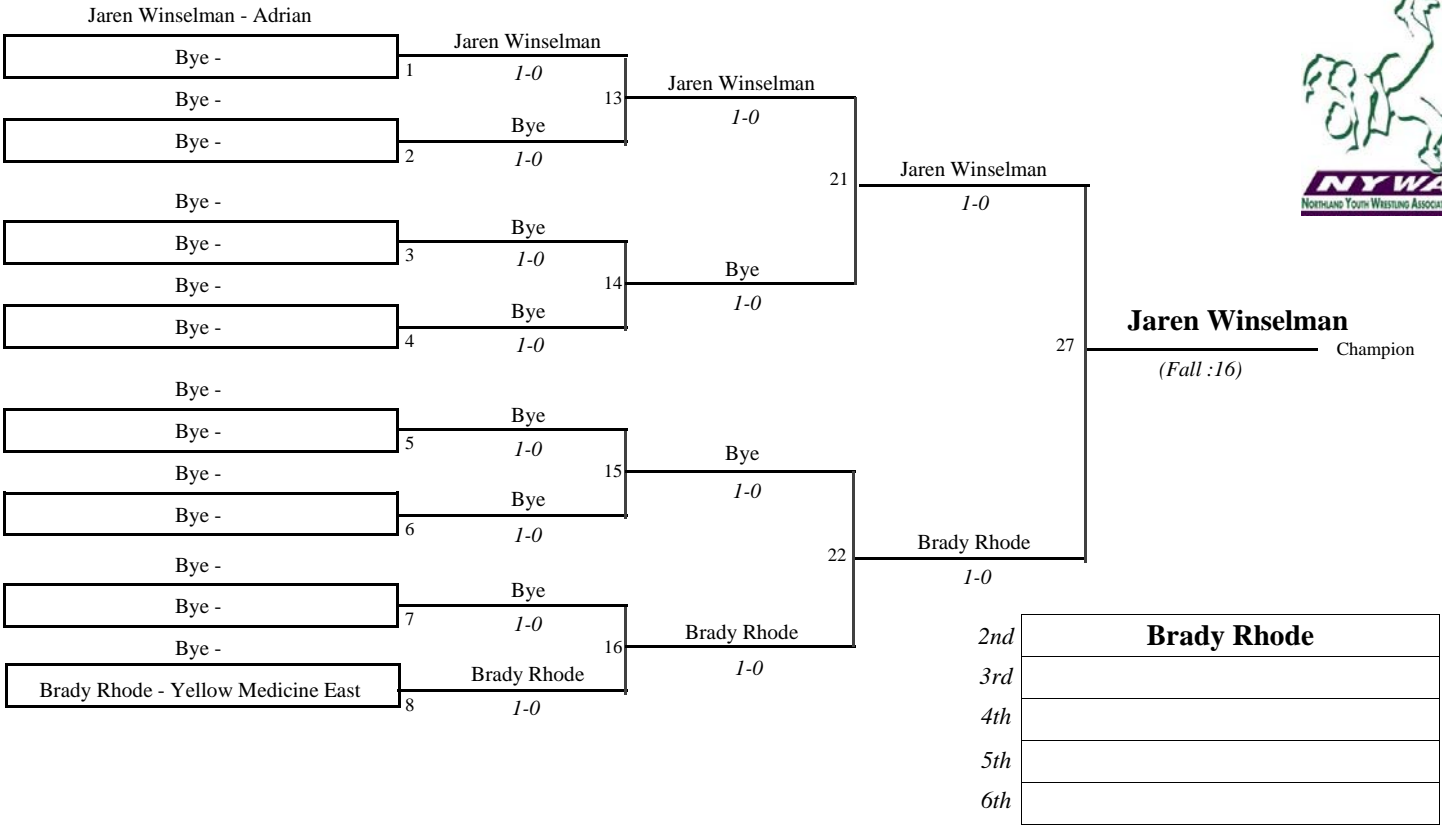 Jaren Winselman - Adrian
Bye -
1
Bye -
Bye -
2
Bye -
Bye -
3
Bye -
Bye -
4
Bye -
Bye -
5
Bye -
Bye -
6
Bye -
Bye -
7
Bye -
Brady Rhode - Yellow Medicine East
8
Jaren Winselman
1-0
13
Bye
1-0
Bye
1-0
14
Bye
1-0
Bye
1-0
15
Bye
1-0
Bye
1-0
16
Brady Rhode
1-0
Jaren Winselman
1-0
21
Bye
1-0
Bye
1-0
22
Brady Rhode
1-0
Jaren Winselman
1-0
27
Brady Rhode
1-0
Jaren Winselman
Champion
(Fall :16)
NYWA
Northland Youth Wrestling
2nd Brady Rhode
3rd
4th
5th
6th